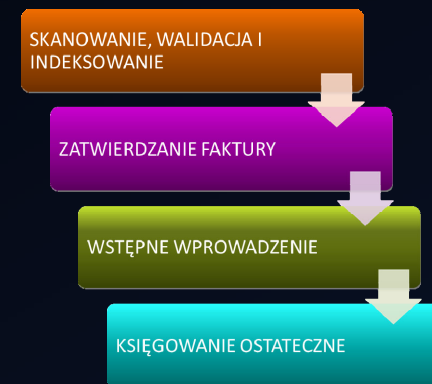 SKANOWANIE, WALIDACJA I
INDEKSOWANIE
ZATWIERDZANIE FAKTURY
WSTĘPNE WPROWADZENIE
KSIĘGOWANIE OSTATECZNE